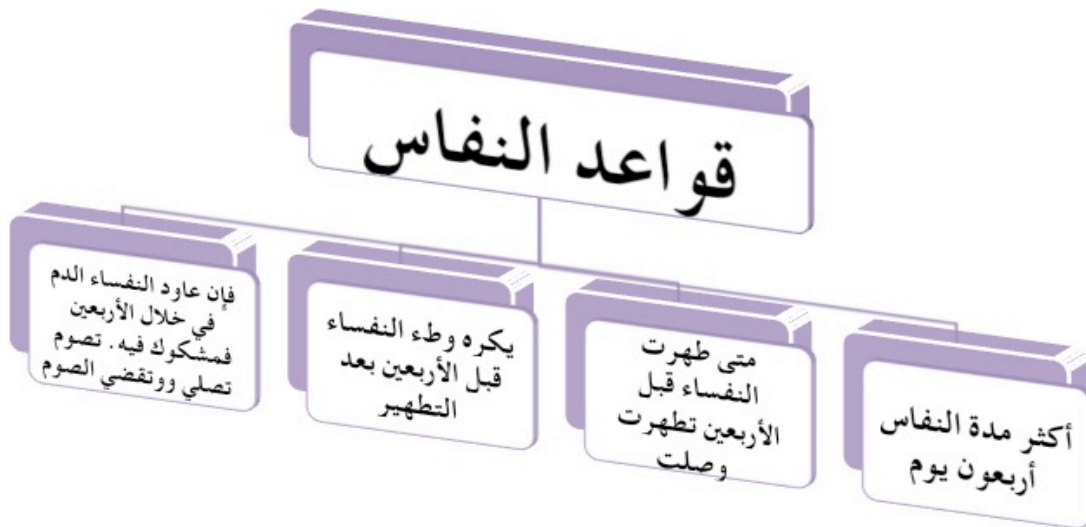 قواعد النفاس
أكثر مدة النفاس
أربعون يوم
متى طهرت
النفساء قبل
الأربعين تطهرت
وصلت
يكره وطء النفساء
قبل الأربعين بعد
التطهير
فإن عاود النفساء الدم
في خلال الأربعين
فمشكوك فيه. تصوم
تصلي ووتقضي الصوم